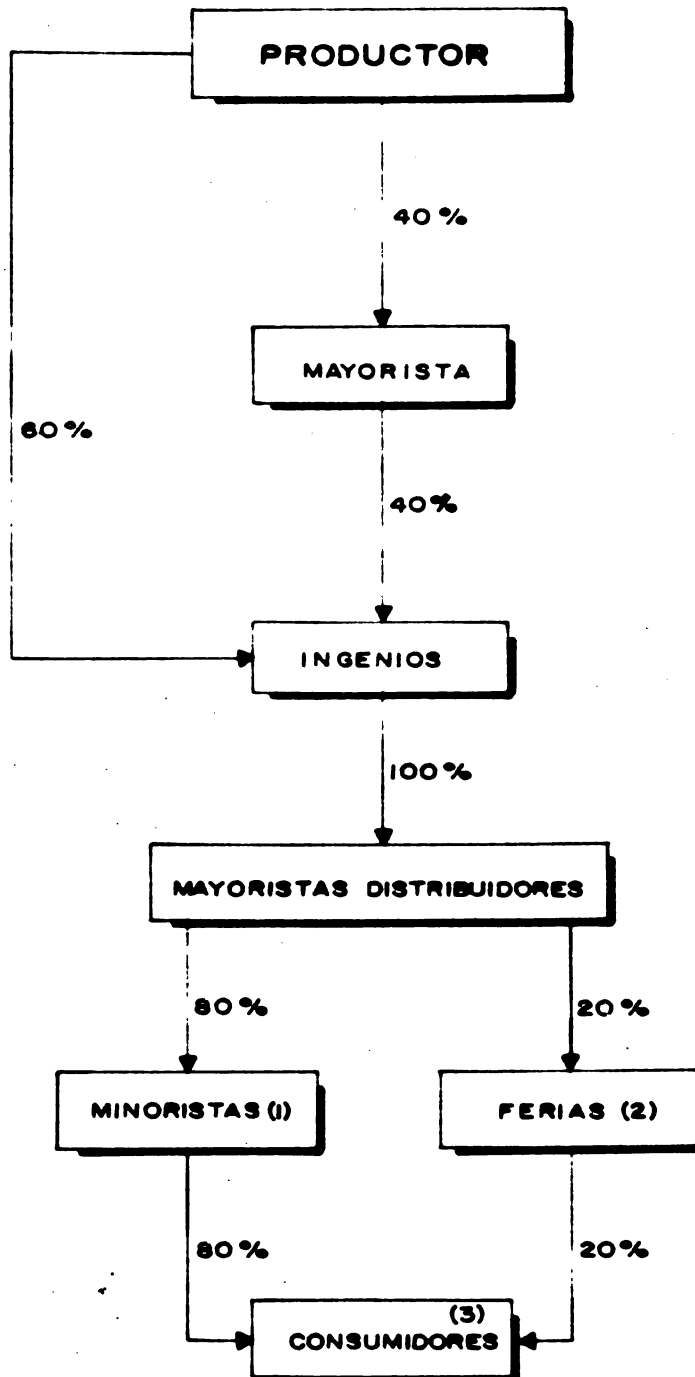 PRODUCTOR
40%
MAYORISTA
60%
40%
INGENIOS
100%
MAYORISTAS DISTRIBUIDORES
80%
20%
MINORISTAS (1)
FERIAS (2)
80%
20%
(3)
CONSUMIDORES